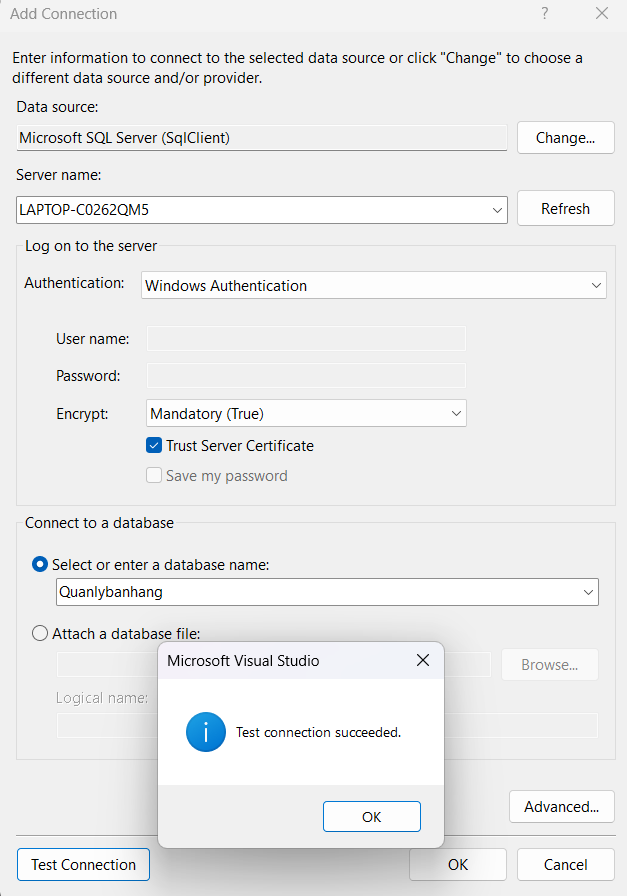 Add Connection
?
Enter information to connect to the selected data source or click "Change" to choose a
different data source and/or provider.
Data source:
Microsoft SQL Server (SqlClient)
Change...
Server name:
LAPTOP-C0262QM5
Refresh
Log on to the server
Authentication:
Windows Authentication
User name:
Password:
Encrypt:
Mandatory (True)
Trust Server Certificate
Save my password
Connect to a database
Select or enter a database name:
Quanlybanhang
Attach a database file:
Browse...
Logical name:
Microsoft Visual Studio
Test connection succeeded.
OK
Advanced...
Test Connection
OK
Cancel